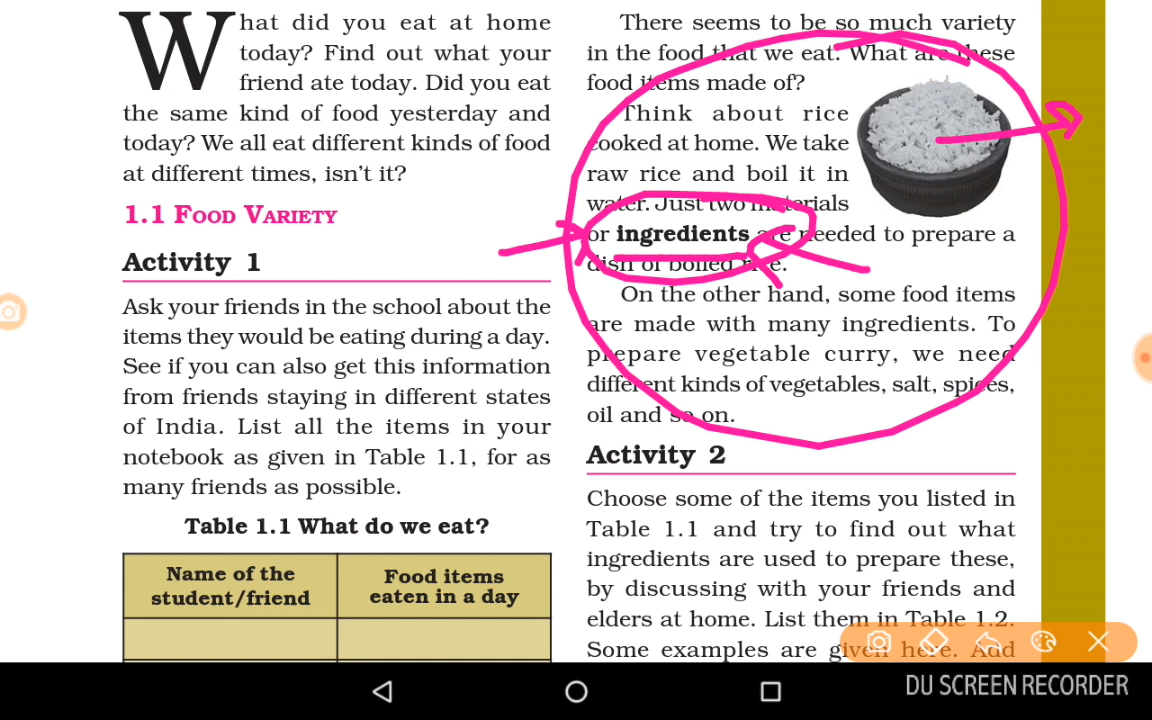 What did you eat at home
today? Find out what your
friend ate today. Did you eat
the same kind of food yesterday and
today? We all eat different kinds of food
at different times, isn't it?
1.1 FOOD VARIETY
Activity 1
Ask your friends in the school about the
items they would be eating during a day.
See if you can also get this information
from friends staying in different states
of India. List all the items in your
notebook as given in Table 1.1, for as
many friends as possible.
Table 1.1 What do we eat?
Name of the
student/friend
Food items
eaten in a day
There seems to be so much variety
in the food that we eat. What are these
food items made of?
Think about rice
cooked at home. We take
raw rice and boil it in
water. Just two materials
or ingredients are needed to prepare a
dish of boiled rice.
On the other hand, some food items
are made with many ingredients. To
prepare vegetable curry, we need
different kinds of vegetables, salt, spices,
oil and so on.
Activity 2
Choose some of the items you listed in
Table 1.1 and try to find out what
ingredients are used to prepare these,
by discussing with your friends and
elders at home. List them in Table 1.2.
Some examples are given here. Add
DU SCREEN RECORDER